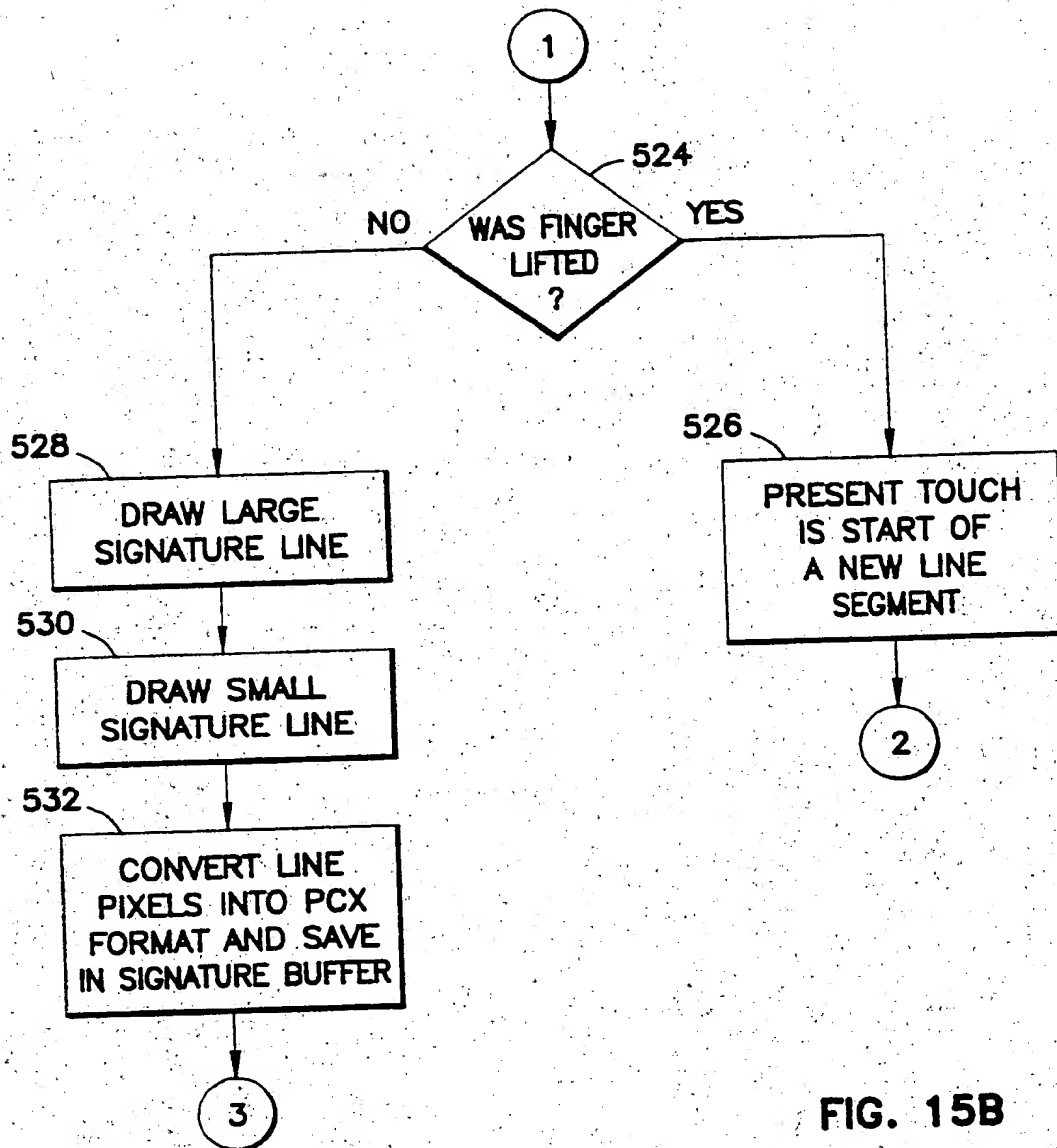 1
524
WAS FINGER
LIFTED
?
NO
YES
528
DRAW LARGE
SIGNATURE LINE
530
DRAW SMALL
SIGNATURE LINE
532
CONVERT LINE
PIXELS INTO PCX
FORMAT AND SAVE
IN SIGNATURE BUFFER
3
526
PRESENT TOUCH
IS START OF
A NEW LINE
SEGMENT
2
FIG. 15B